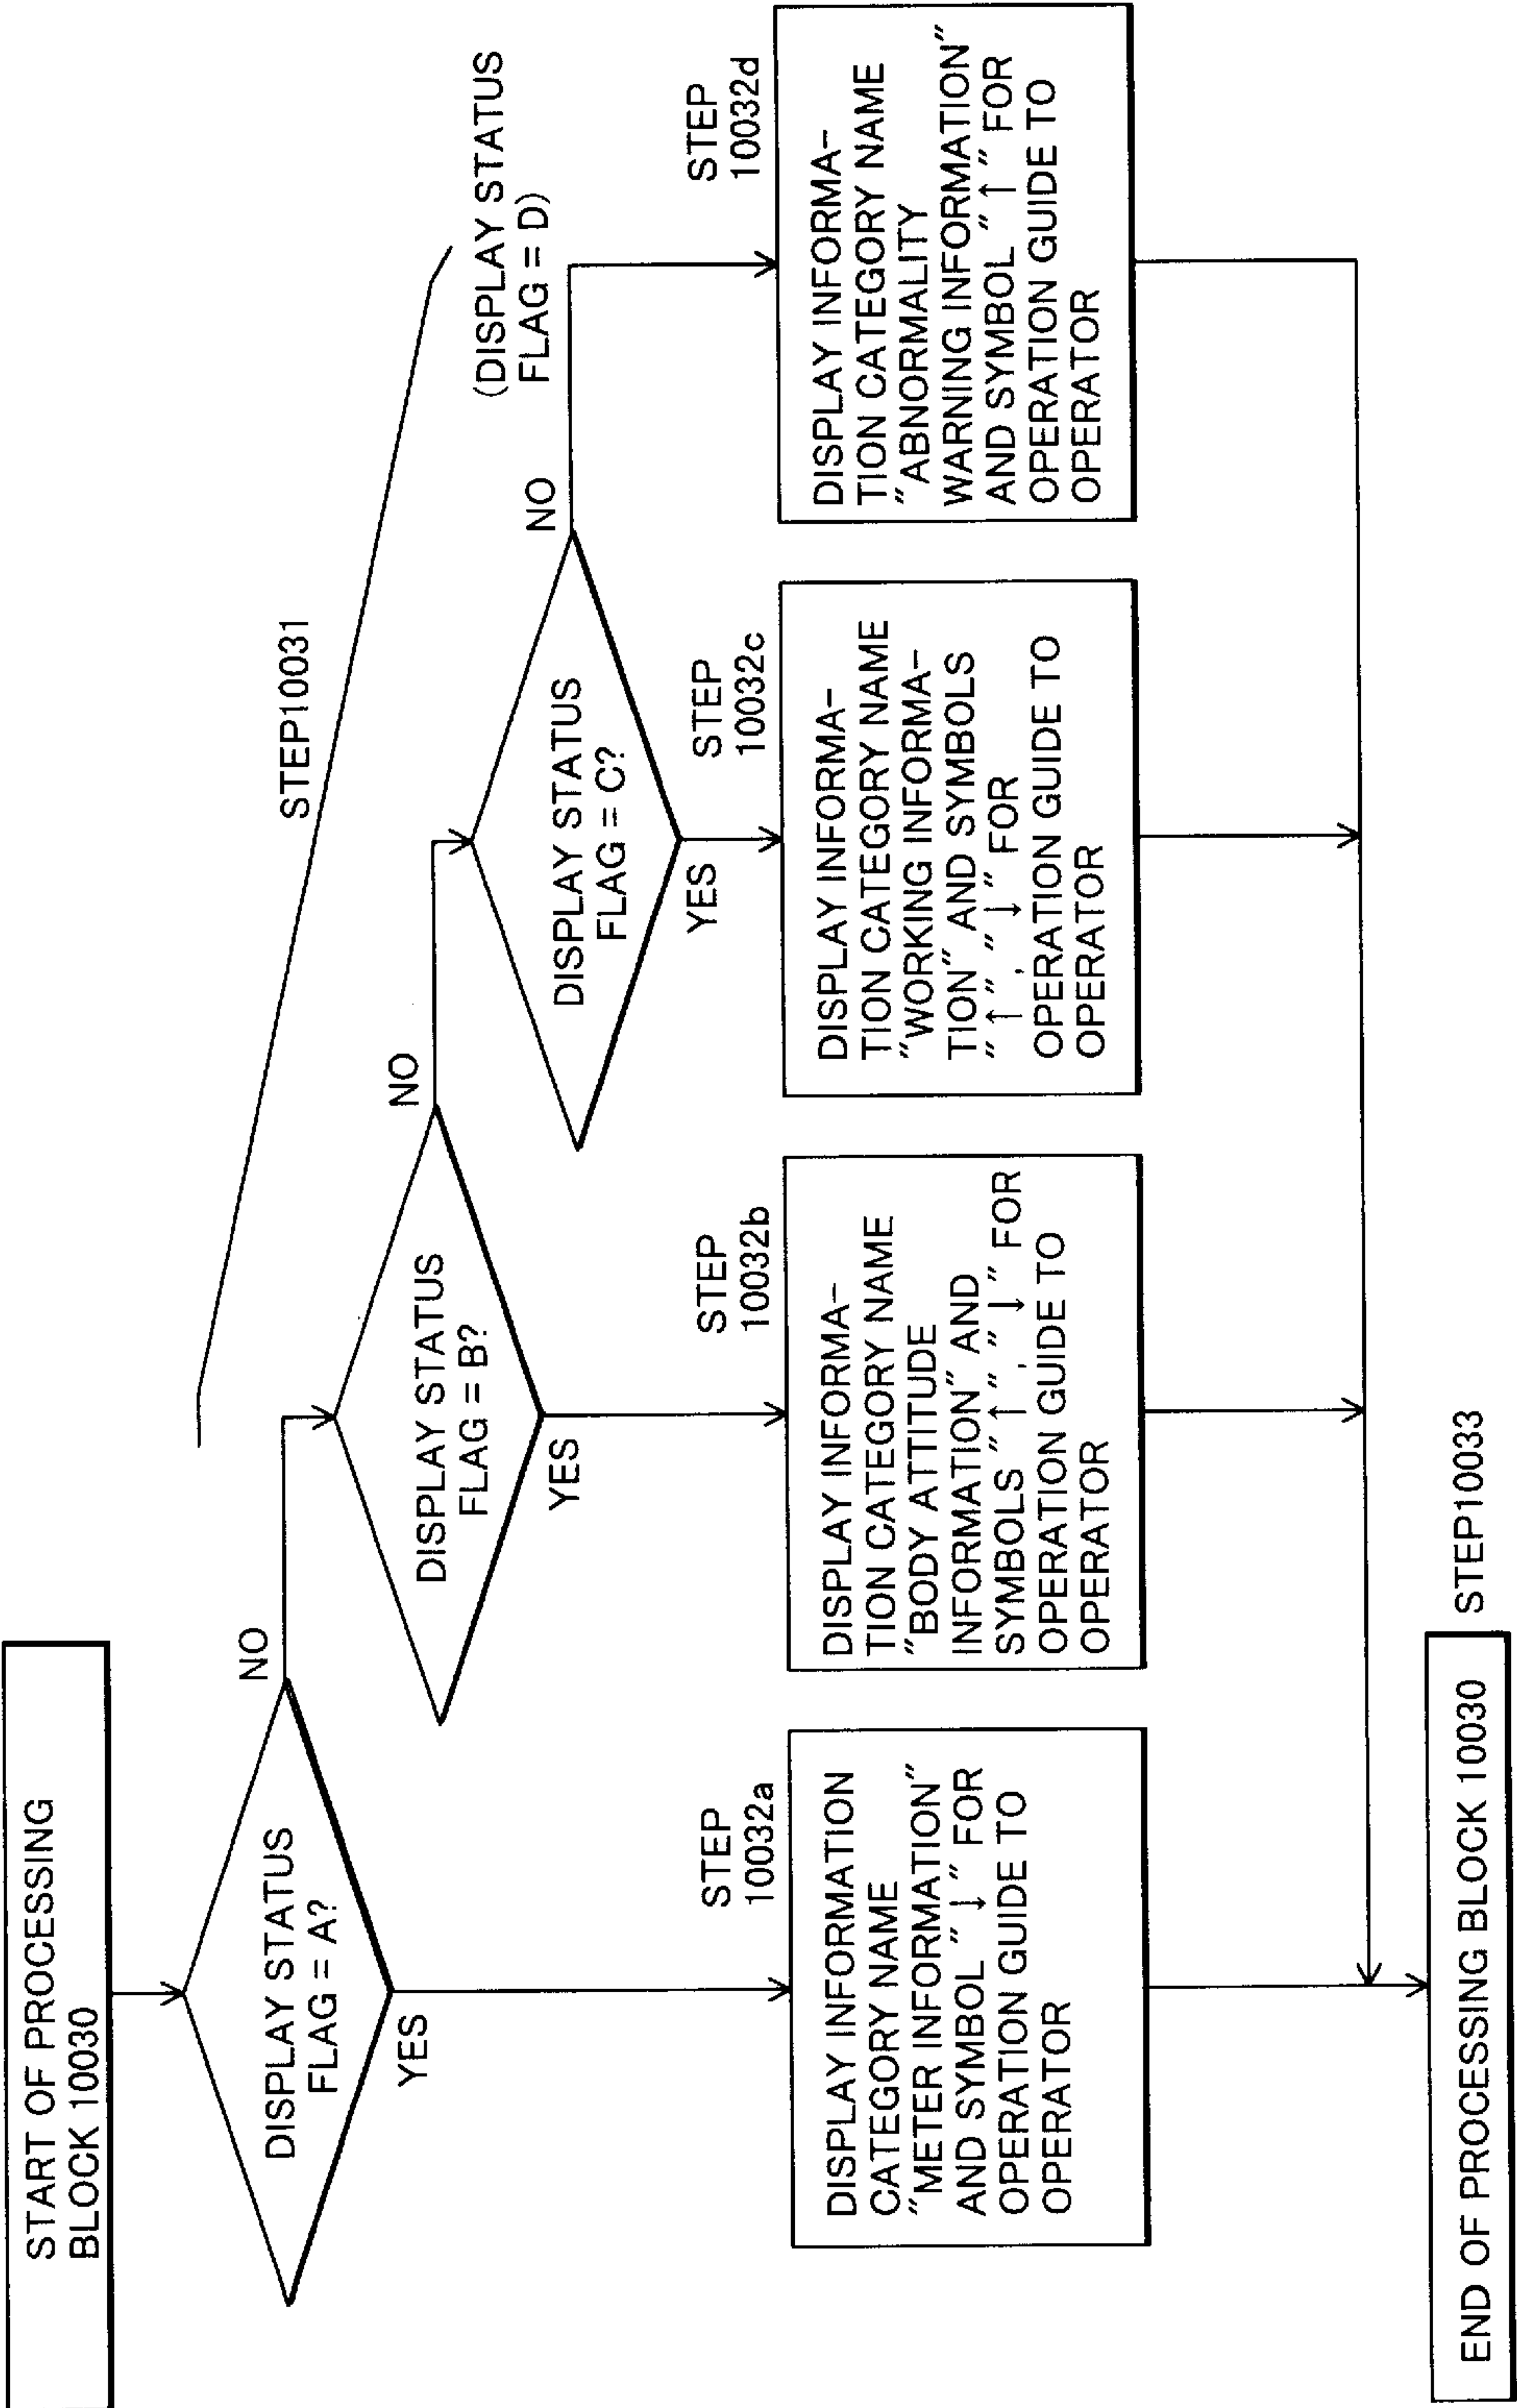 START OF PROCESSING
BLOCK 10030
DISPLAY STATUS
FLAG = A?
NO
YES
STEP10031
DISPLAY STATUS
FLAG = B?
NO
YES
DISPLAY STATUS
FLAG = C?
NO
YES
(DISPLAY STATUS
FLAG = D)
STEP
10032a
DISPLAY INFORMATION
CATEGORY NAME
"METER INFORMATION"
AND SYMBOL "↓" FOR
OPERATION GUIDE TO
OPERATOR
STEP
10032b
DISPLAY INFORMA-
TION CATEGORY NAME
"BODY ATTITUDE
INFORMATION" AND
SYMBOLS "↑", "↓" FOR
OPERATION GUIDE TO
OPERATOR
STEP
10032c
DISPLAY INFORMA-
TION CATEGORY NAME
"WORKING INFORMA-
TION" AND SYMBOLS
"↑", "↓" FOR
OPERATION GUIDE TO
OPERATOR
STEP
10032d
DISPLAY INFORMA-
TION CATEGORY NAME
"ABNORMALITY
WARNING INFORMATION"
AND SYMBOL "↑" FOR
OPERATION GUIDE TO
OPERATOR
END OF PROCESSING BLOCK 10030
STEP10033